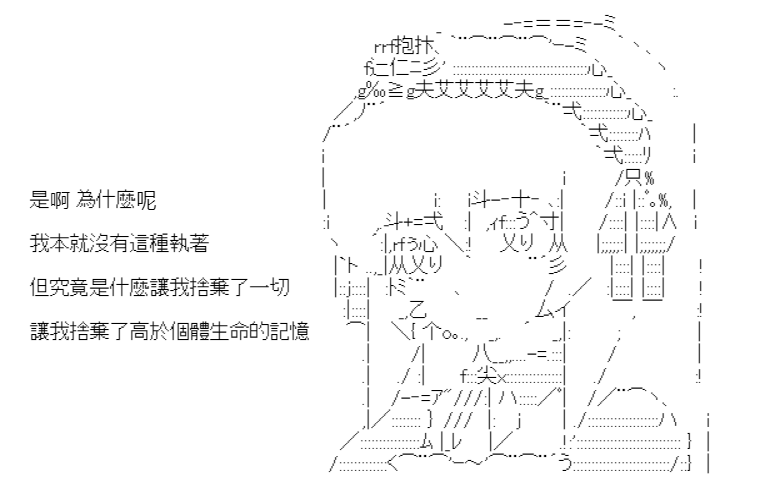 是啊 為什麼呢
我本就沒有這種執著
但究竟是什麼讓我捨棄了一切
讓我捨棄了高於個體生命的記憶